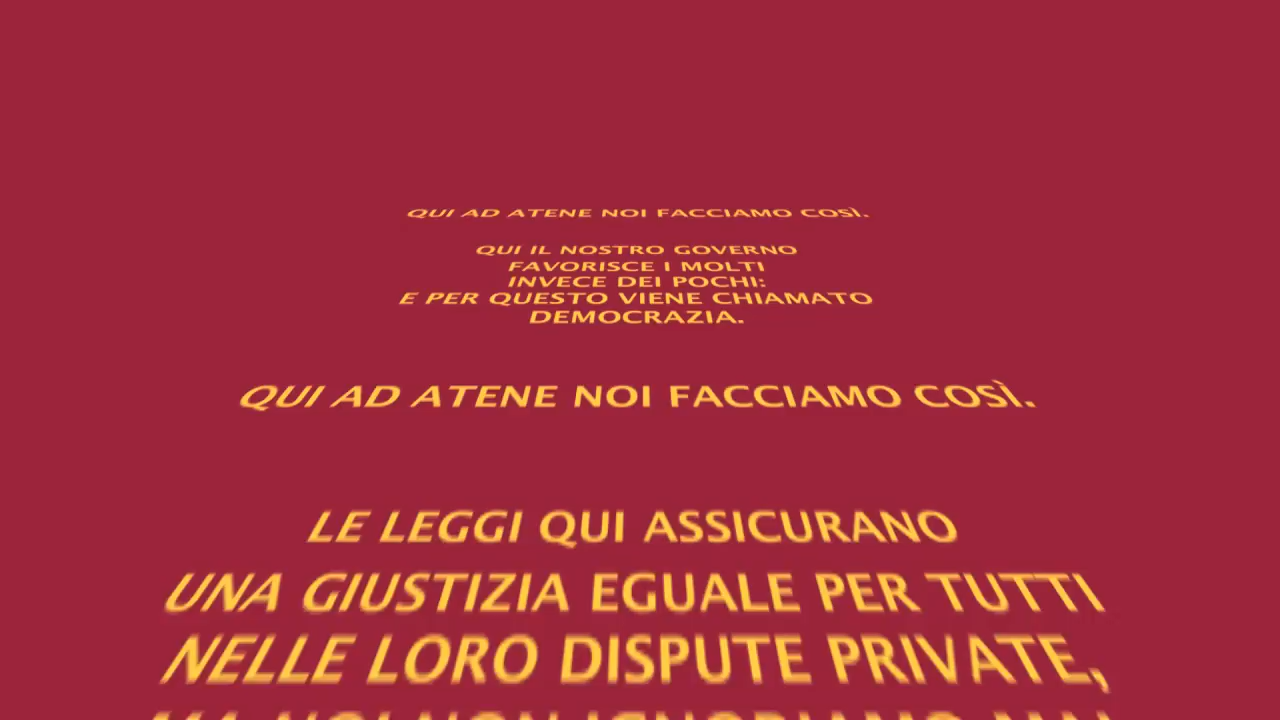 QUI AD ATENE NOI FACCIAMO COSÌ.
QUI IL NOSTRO GOVERNO
FAVORISCE I MOLTI
INVECE DEI POCHI:
E PER QUESTO VIENE CHIAMATO
DEMOCRAZIA.
QUI AD ATENE NOI FACCIAMO COSÌ.
LE LEGGI QUI ASSICURANO
UNA GIUSTIZIA EGUALE PER TUTTI
NELLE LORO DISPUTE PRIVATE,